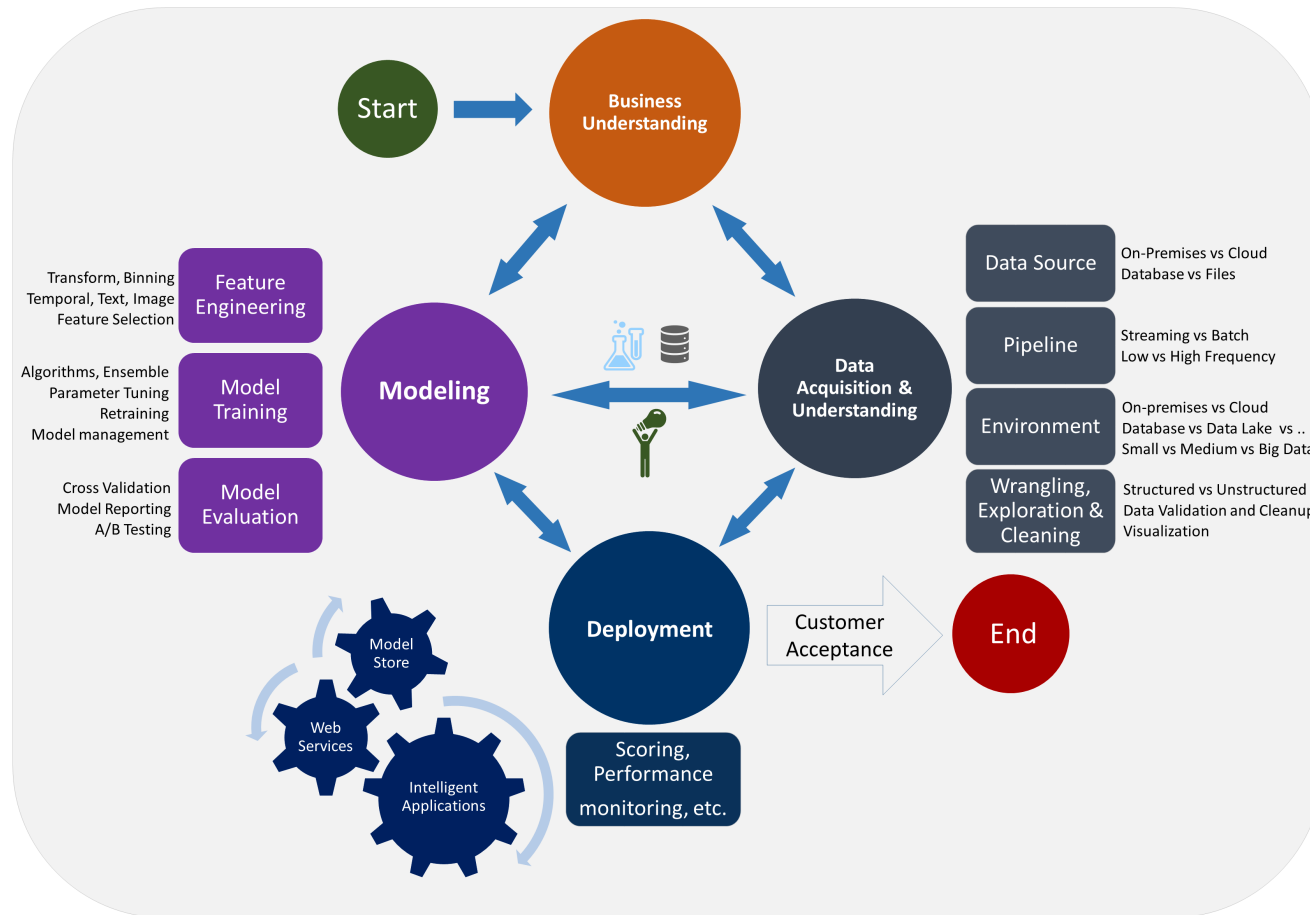 Start
Business
Understanding
Transform, Binning
Temporal, Text, Image
Feature Selection
Feature
Engineering
Algorithms, Ensemble
Parameter Tuning
Retraining
Model management
Model
Training
Cross Validation
Model Reporting
A/B Testing
Model
Evaluation
Modeling
Data
Acquisition &
Understanding
Data Source
On-Premises vs Cloud
Database vs Files
Pipeline
Streaming vs Batch
Low vs High Frequency
Environment
On-premises vs Cloud
Database vs Data Lake vs ..
Small vs Medium vs Big Data
Wrangling,
Exploration &
Cleaning
Structured vs Unstructured
Data Validation and Cleanup
Visualization
Deployment
Customer
Acceptance
End
Model
Store
Web
Services
Intelligent
Applications
Scoring,
Performance
monitoring, etc.